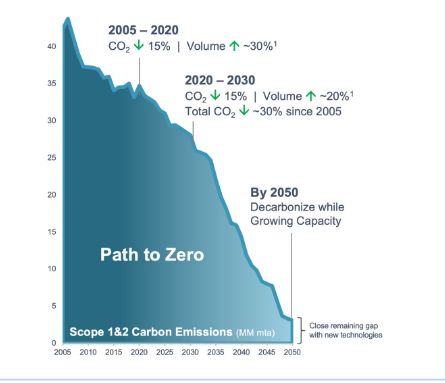 2005 – 2020
CO₂ ↓ 15% | Volume ↑ ~30%¹
2020 – 2030
CO₂ ↓ 15% | Volume ↑ ~20%¹
Total CO₂ ↓ ~30% since 2005
By 2050
Decarbonize while
Growing Capacity
40
35
30
25
20
15
10
5
0
Path to Zero
Scope 1&2 Carbon Emissions (MM mta)
Close remaining gap
with new technologies
2005 2010 2015 2020 2025 2030 2035 2040 2045 2050